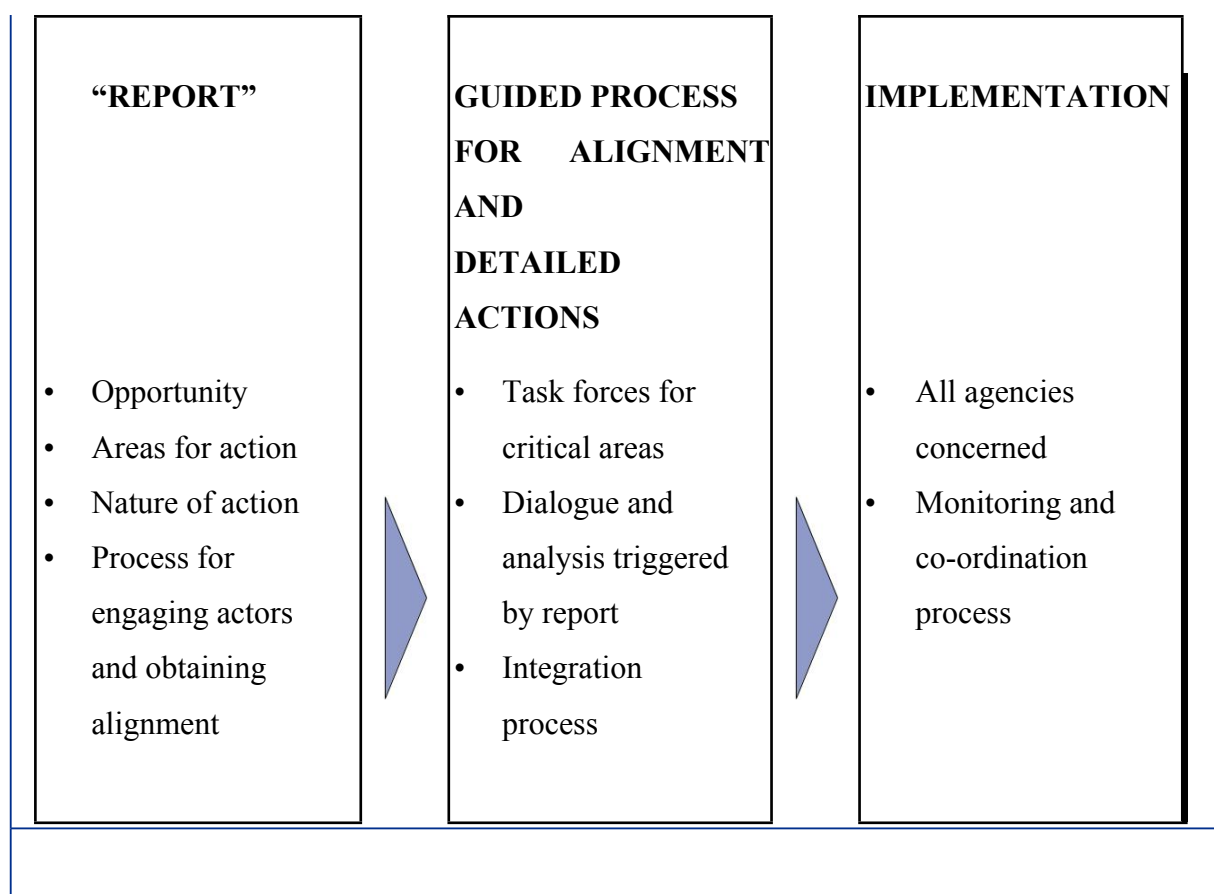 “REPORT”
• Opportunity
• Areas for action
• Nature of action
• Process for
engaging actors
and obtaining
alignment
GUIDED PROCESS
FOR ALIGNMENT
AND
DETAILED
ACTIONS
• Task forces for
critical areas
• Dialogue and
analysis triggered
by report
• Integration
process
IMPLEMENTATION
• All agencies
concerned
• Monitoring and
co-ordination
process